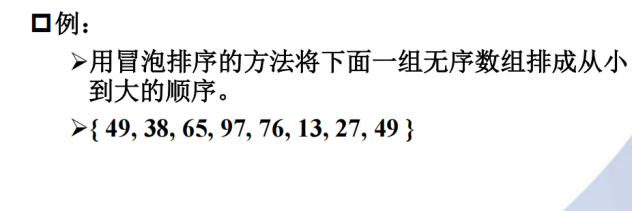 例：
➢用冒泡排序的方法将下面一组无序数组排成从小
到大的顺序。
➢{ 49, 38, 65, 97, 76, 13, 27, 49 }